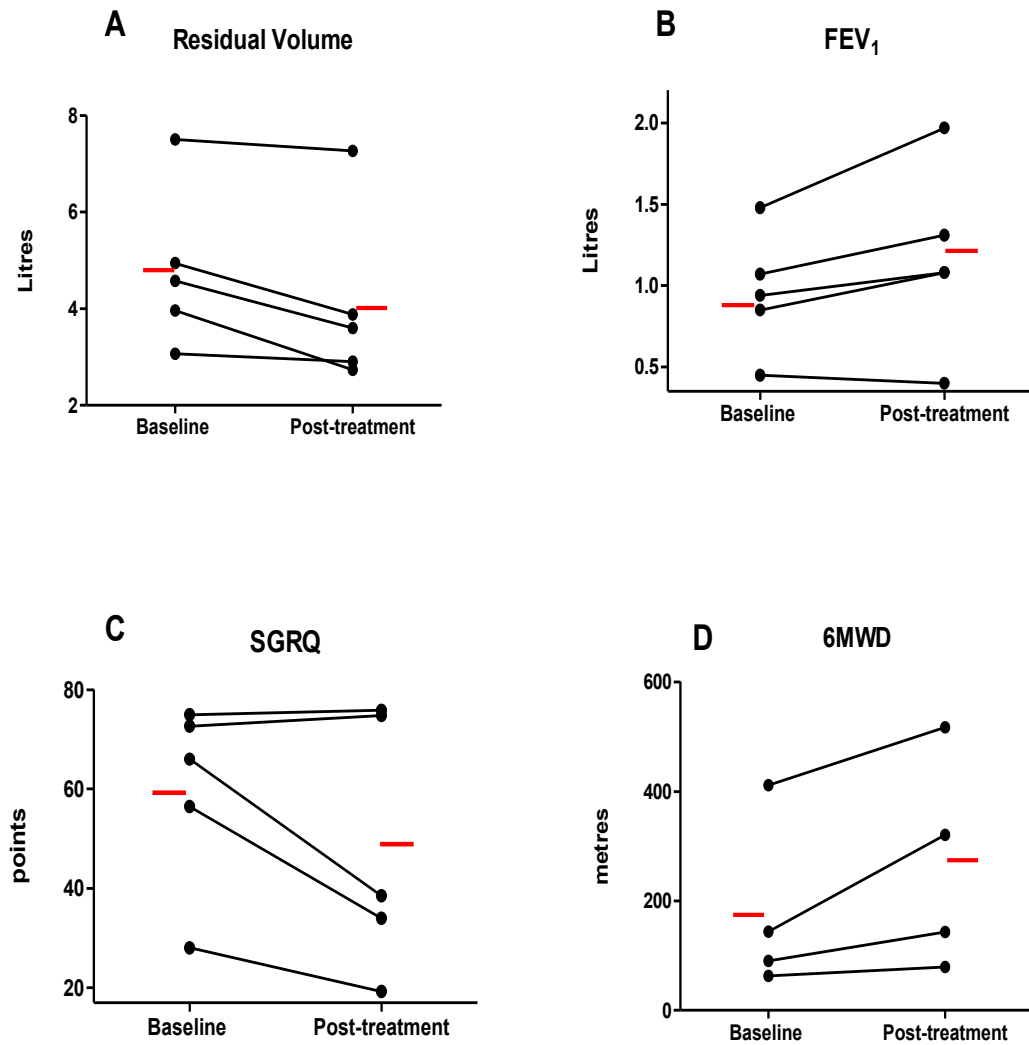 A
Residual Volume
8
6
4
2
Litres
Baseline Post-treatment
B
FEV₁
2.0
1.5
1.0
0.5
Litres
Baseline Post-treatment
C
SGRQ
80
60
40
20
points
Baseline Post-treatment
D
6MWD
600
400
200
0
metres
Baseline Post-treatment